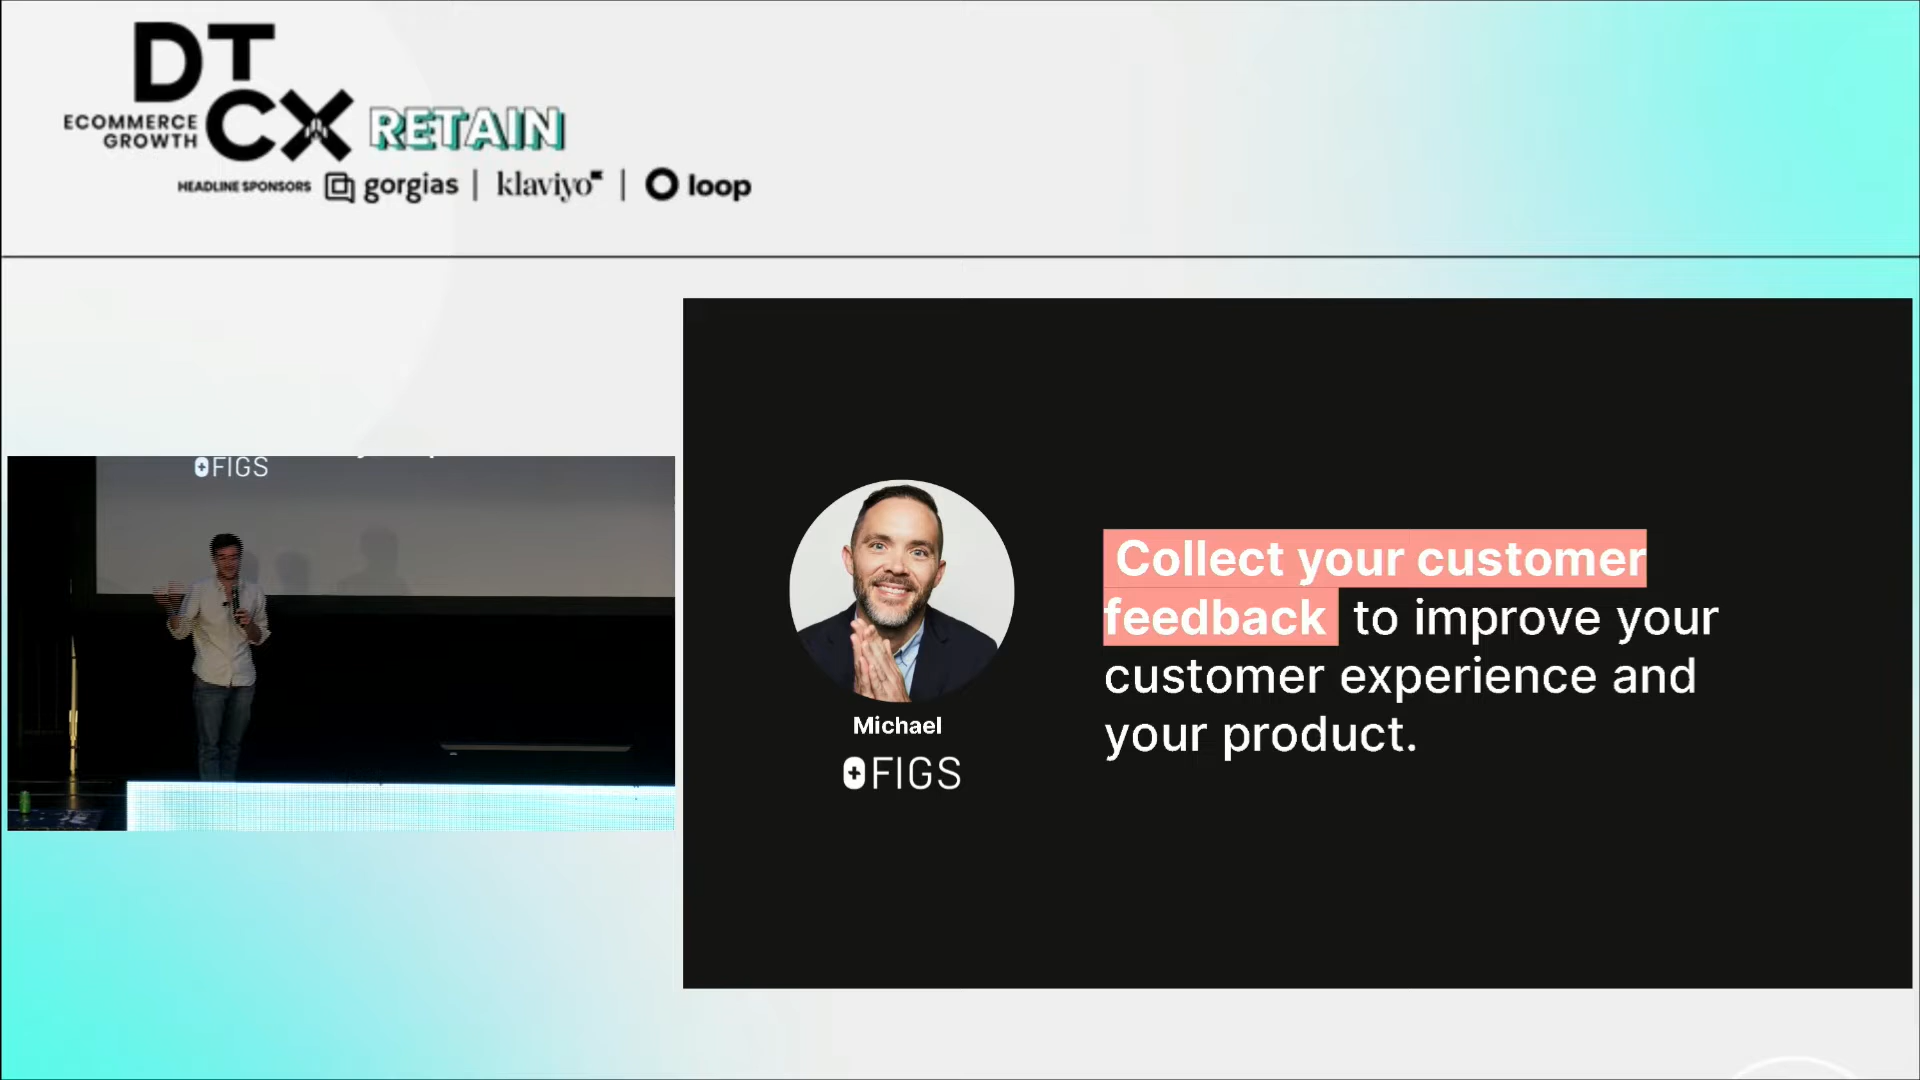 DT
ECOMMERCE
GROWTH
CX
RETAIN
HEADLINE SPONSORS gorgias | klaviyo | loop
FIGS
Michael
FIGS
Collect your customer
feedback to improve your
customer experience and
your product.